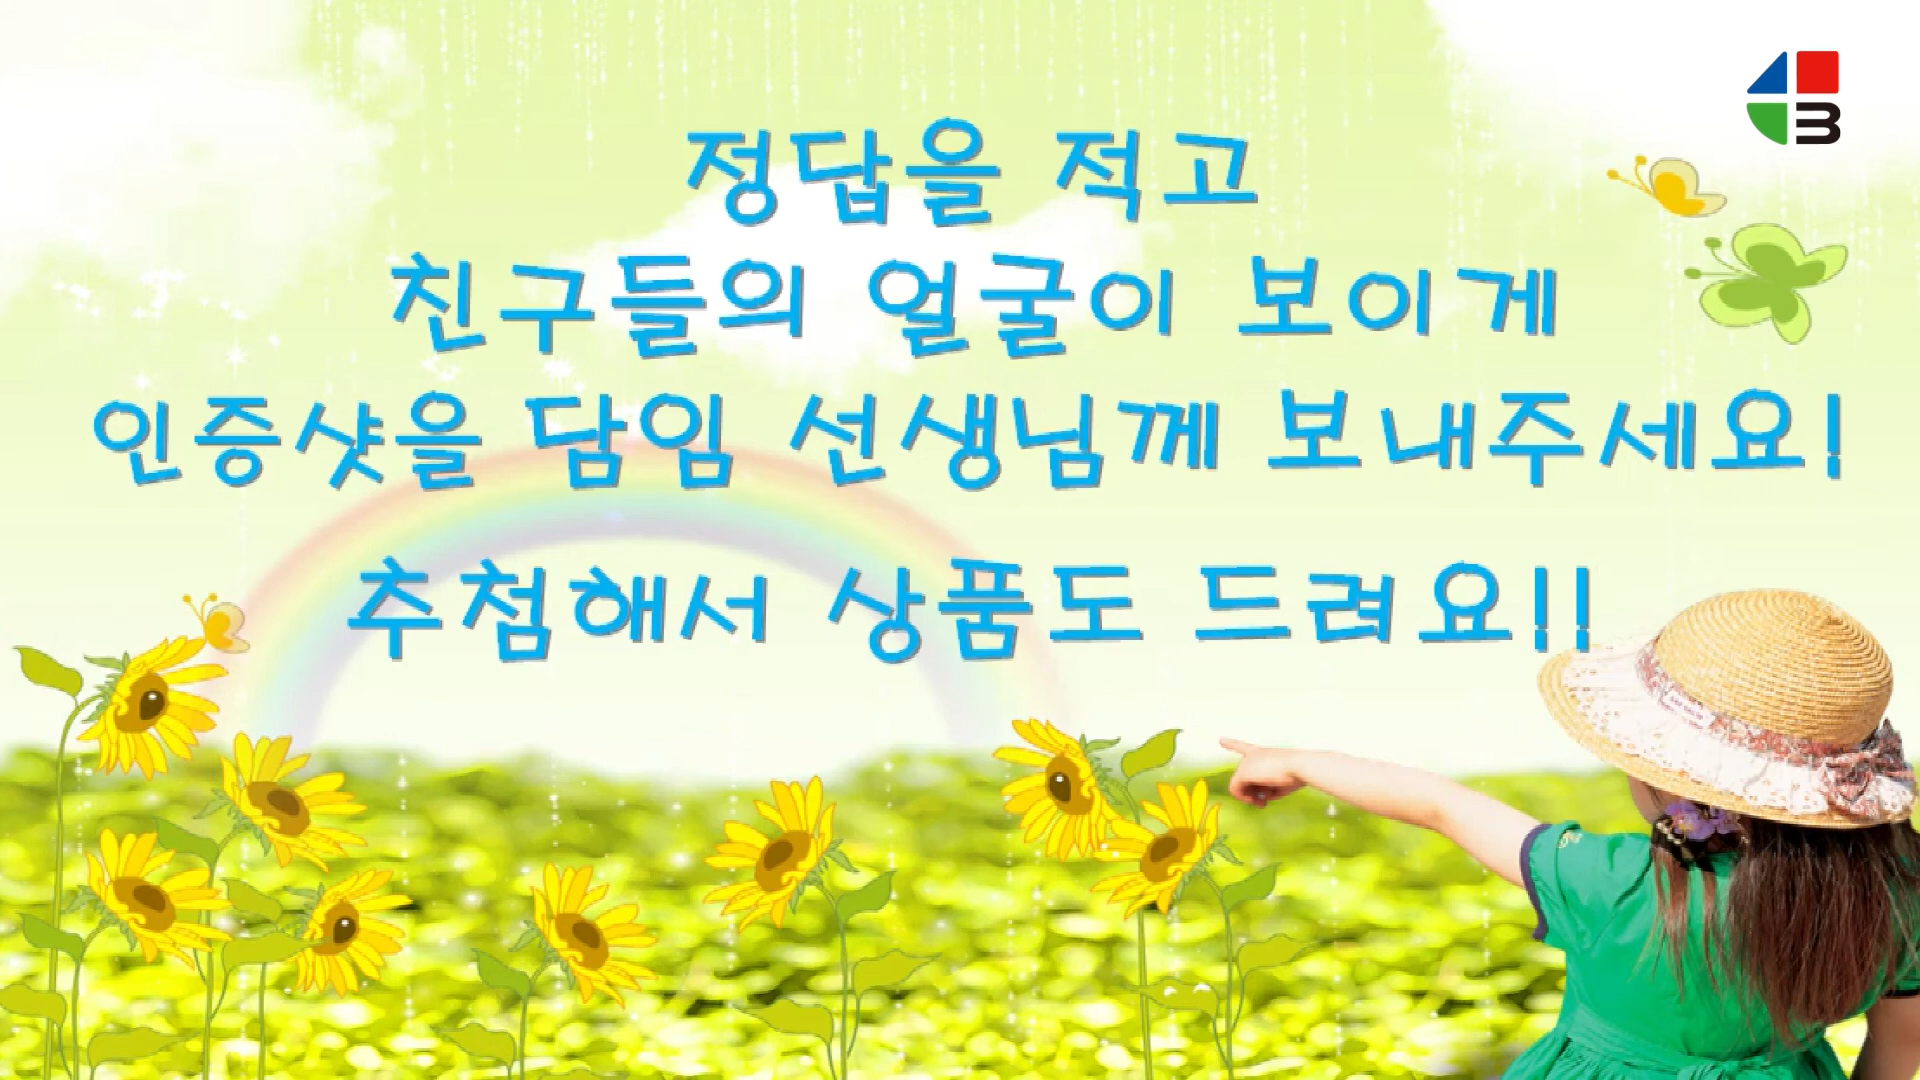 정답을 적고
친구들의 얼굴이 보이게
인증샷을 담임 선생님께 보내주세요!
추첨해서 상품도 드려요!!